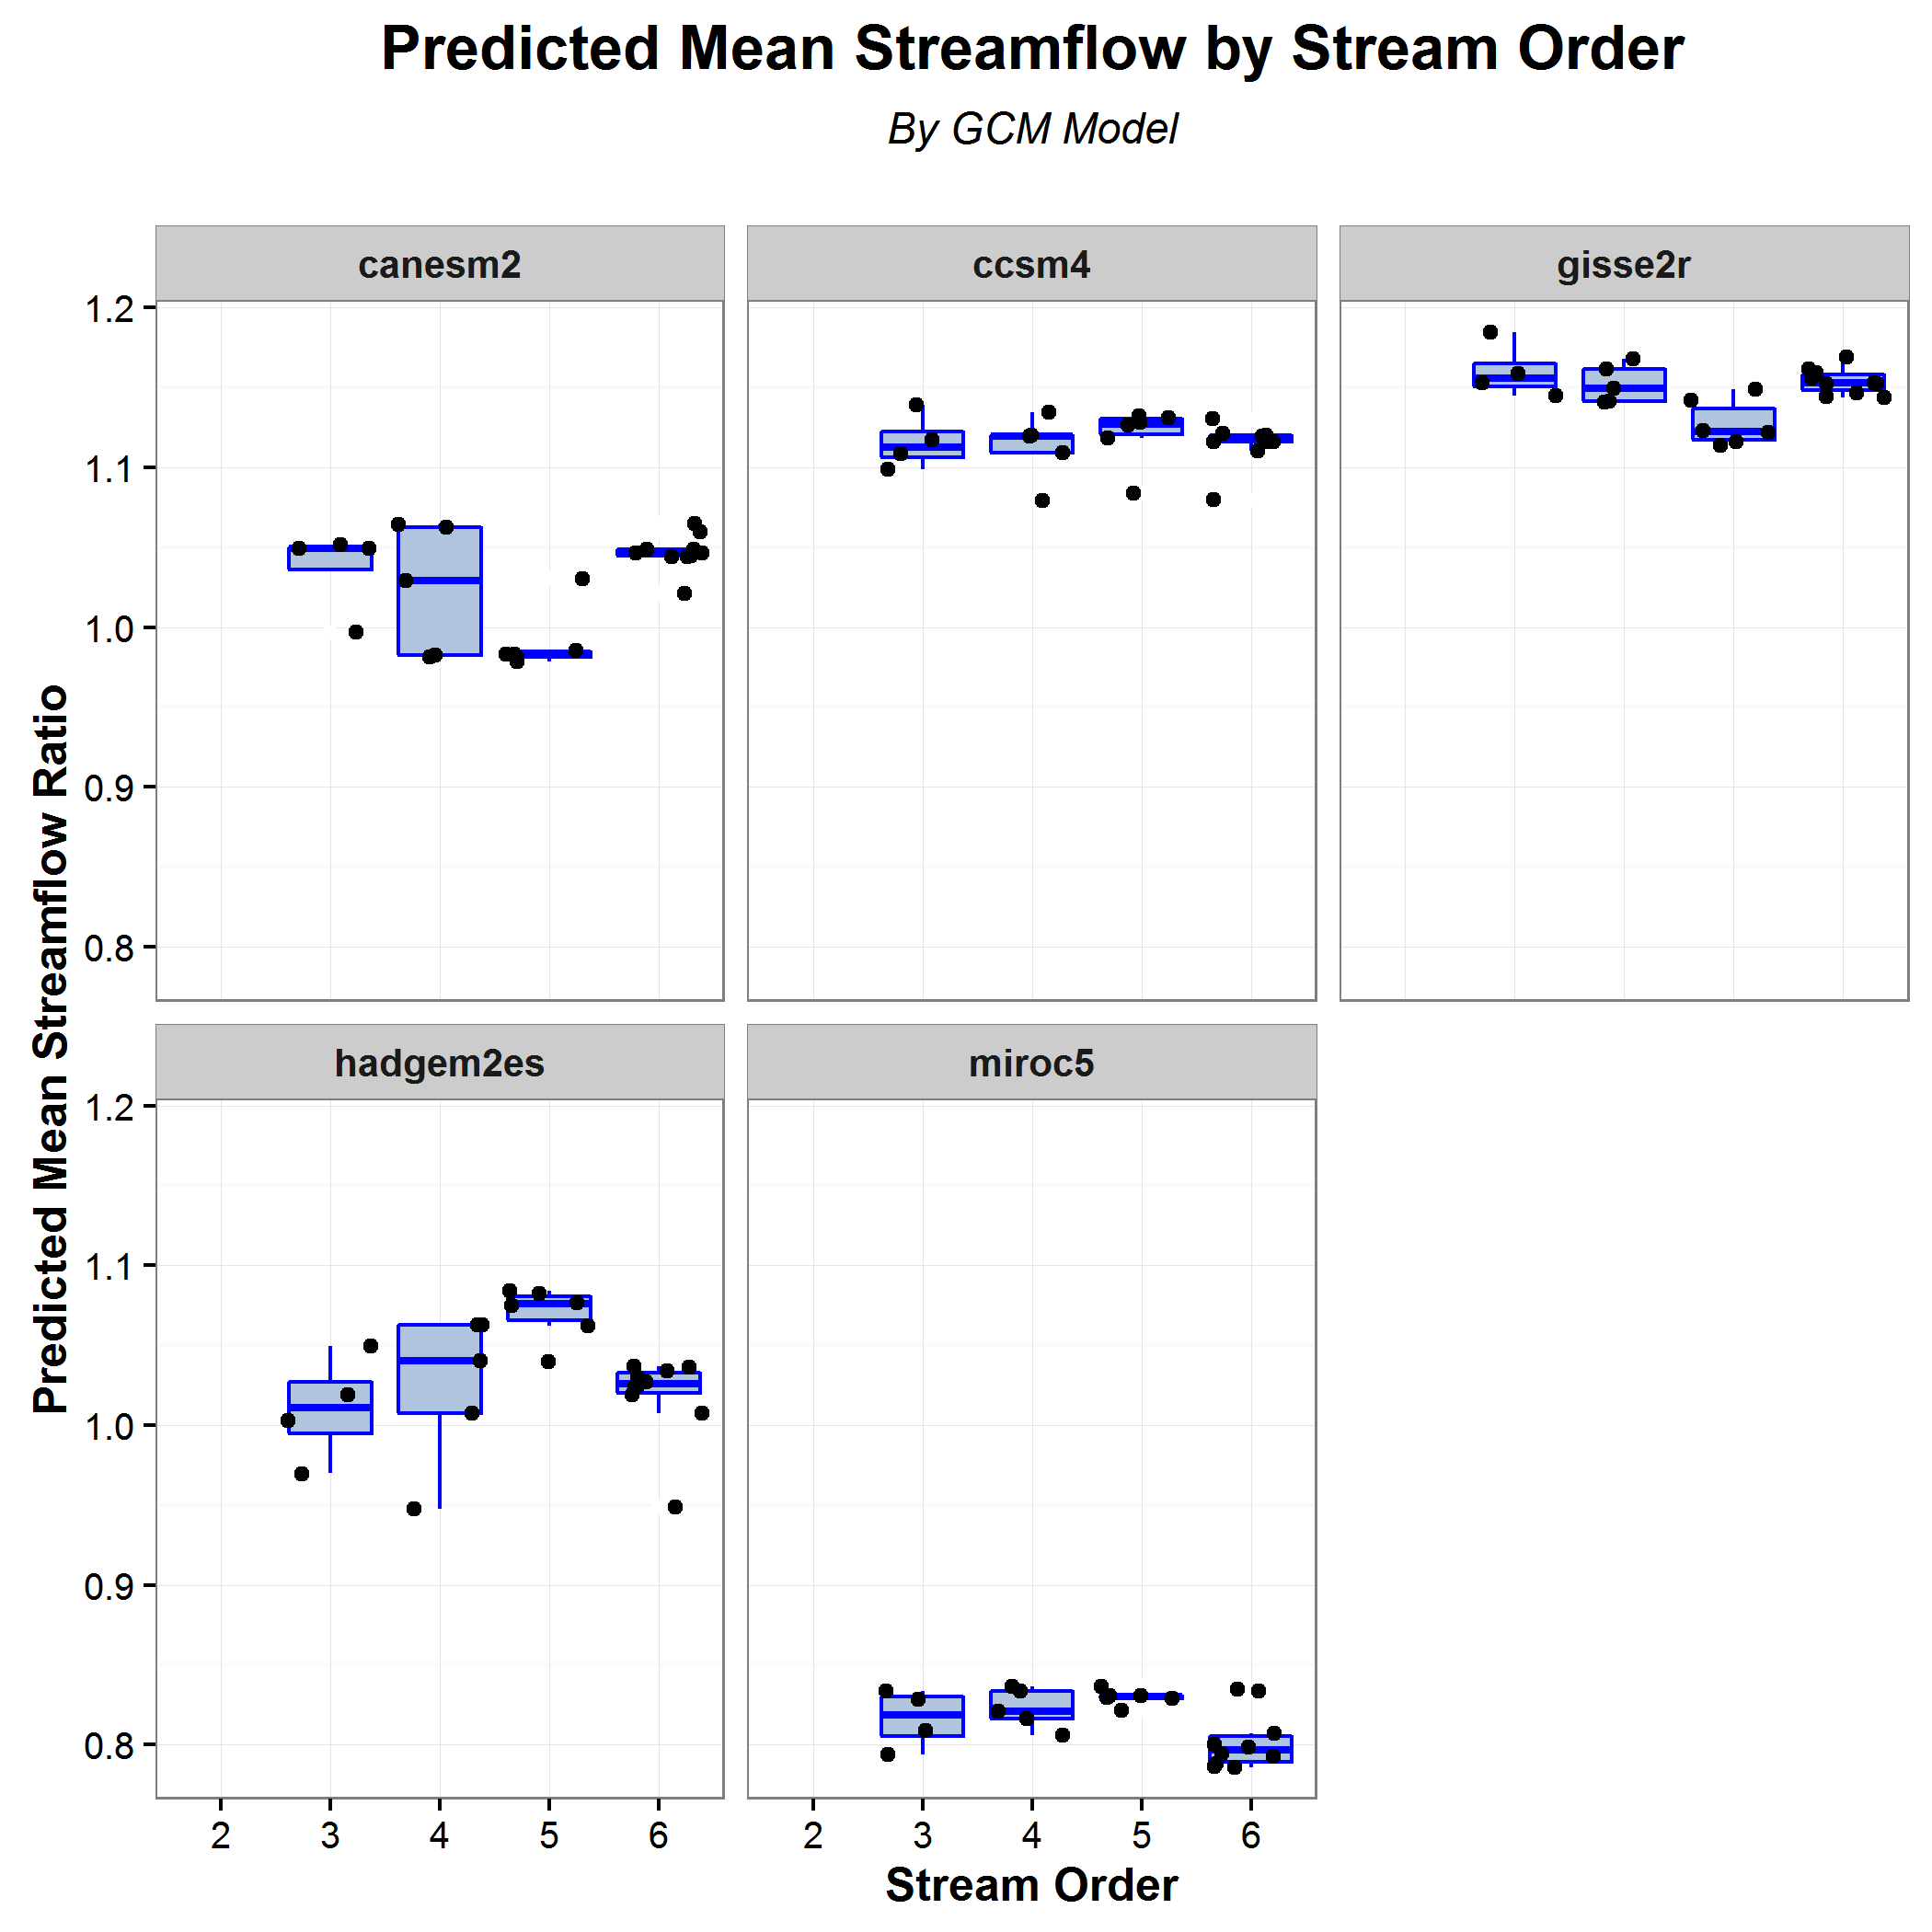 Predicted Mean Streamflow by Stream Order
By GCM Model
canesm2
ccsm4
gisse2r
1.2
1.1
1.0
0.9
0.8
Predicted Mean Streamflow Ratio
hadgem2es
miroc5
1.2
1.1
1.0
0.9
0.8
2 3 4 5 6
2 3 4 5 6
Stream Order